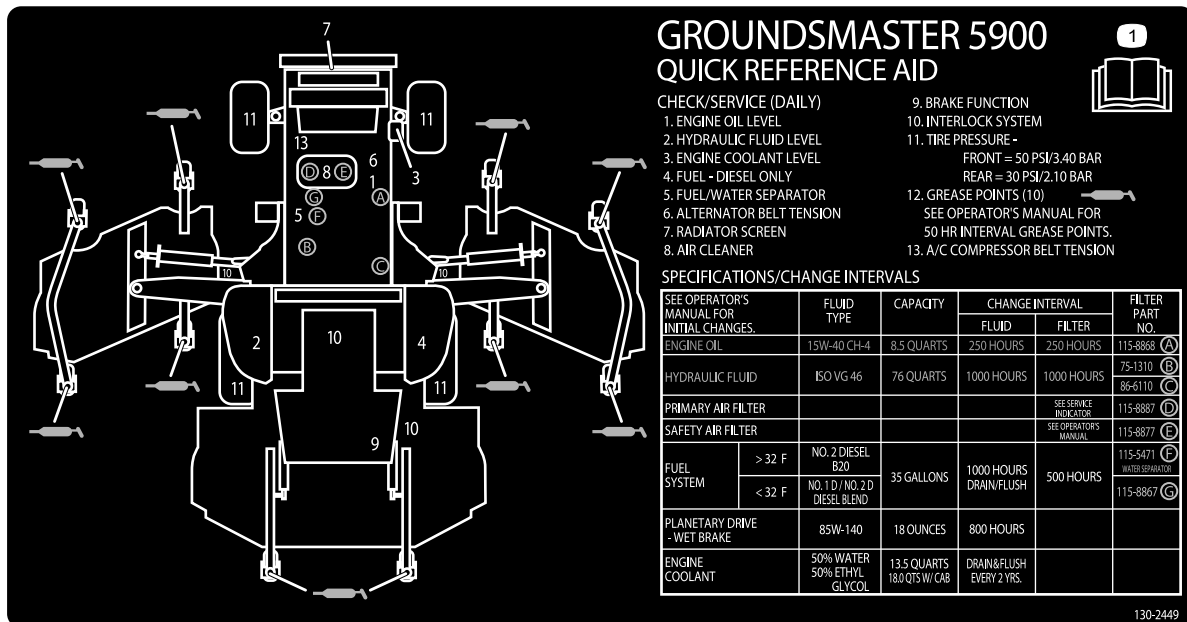 7
11
11
13
6
D 8 E
1
3
G
A
5 F
B
C
10
10
2
10
4
11
11
10
9
GROUNDSMASTER 5900
1
QUICK REFERENCE AID
CHECK/SERVICE (DAILY)
1. ENGINE OIL LEVEL
2. HYDRAULIC FLUID LEVEL
3. ENGINE COOLANT LEVEL
4. FUEL - DIESEL ONLY
5. FUEL/WATER SEPARATOR
6. ALTERNATOR BELT TENSION
7. RADIATOR SCREEN
8. AIR CLEANER
9. BRAKE FUNCTION
10. INTERLOCK SYSTEM
11. TIRE PRESSURE -
FRONT = 50 PSI/3.40 BAR
REAR = 30 PSI/2.10 BAR
12. GREASE POINTS (10)
SEE OPERATOR'S MANUAL FOR
50 HR INTERVAL GREASE POINTS.
13. A/C COMPRESSOR BELT TENSION
SPECIFICATIONS/CHANGE INTERVALS
SEE OPERATOR'S
MANUAL FOR
INITIAL CHANGES.
FLUID
TYPE
CAPACITY
CHANGE INTERVAL
FLUID
FILTER
FILTER
PART
NO.
ENGINE OIL
15W-40 CH-4
8.5 QUARTS
250 HOURS
250 HOURS
115-8868 A
HYDRAULIC FLUID
ISO VG 46
76 QUARTS
1000 HOURS
1000 HOURS
75-1310 B
86-6110 C
PRIMARY AIR FILTER
SEE SERVICE
INDICATOR
115-8887 D
SAFETY AIR FILTER
SEE OPERATOR'S
MANUAL
115-8877 E
FUEL
SYSTEM
> 32 F
NO. 2 DIESEL
B20
< 32 F
NO. 1 D / NO. 2 D
DIESEL BLEND
35 GALLONS
1000 HOURS
DRAIN/FLUSH
500 HOURS
115-5471 F
WATER SEPARATOR
115-8867 G
PLANETARY DRIVE
- WET BRAKE
85W-140
18 OUNCES
800 HOURS
ENGINE
COOLANT
50% WATER
50% ETHYL
GLYCOL
13.5 QUARTS
18.0 QTS W/ CAB
DRAIN&FLUSH
EVERY 2 YRS.
130-2449